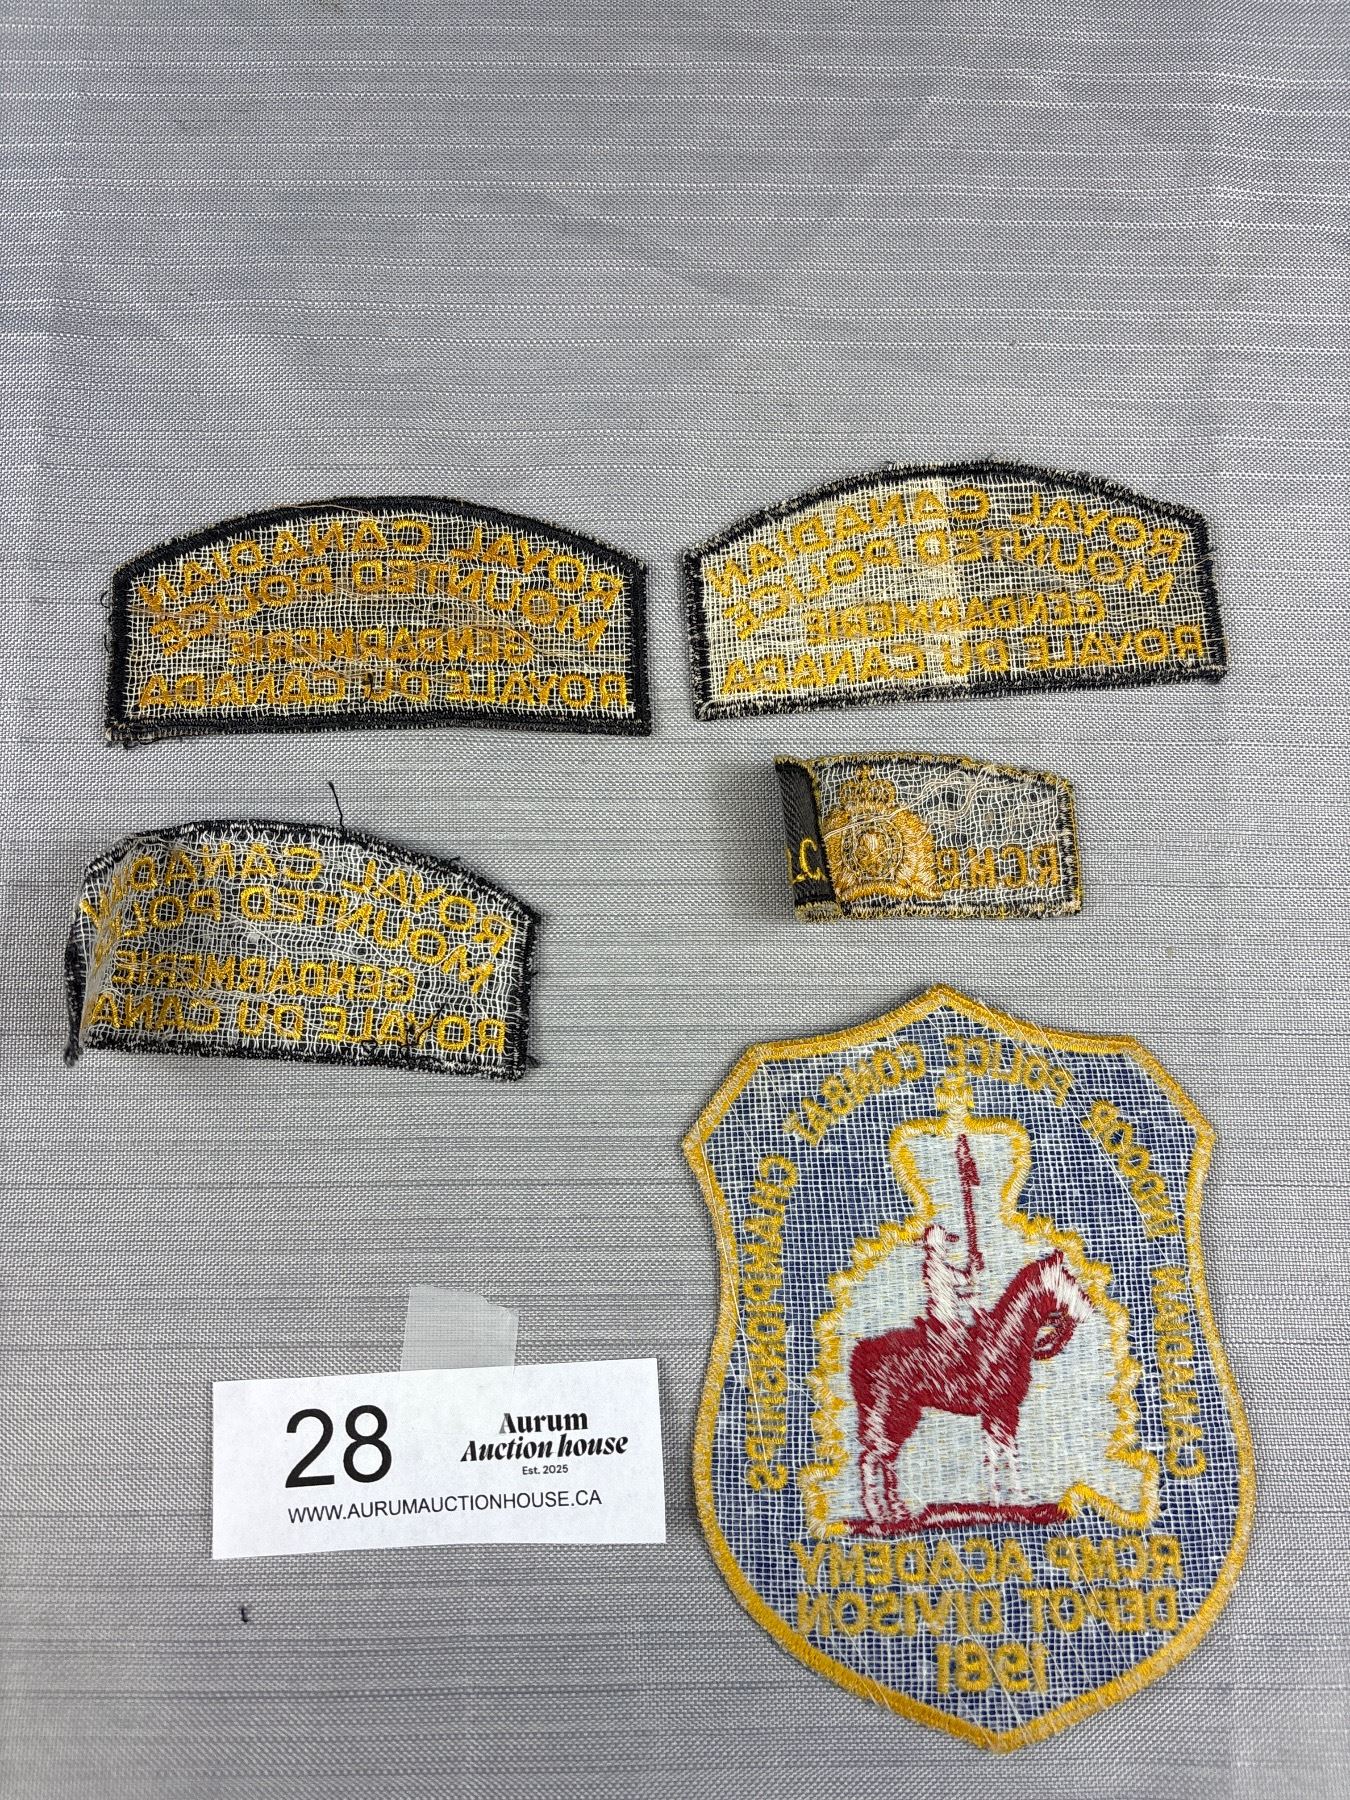 ROYAL CANADIAN
MOUNTED POLICE
GENDARMERIE
ROYALE DU CANADA
ROYAL CANADIAN
MOUNTED POLICE
GENDARMERIE
ROYALE DU CANADA
ROYAL CANAD
MOUNTED POL
GENDARMERIE
ROYALE DU CANA
RCMP
CANADIAN INDOOR POLICE COMBAT CHAMPIONSHIPS
RCMP ACADEMY
DEPOT DIVISON
1981
28
Aurum
Auction house
Est. 2025
WWW.AURUMAUCTIONHOUSE.CA